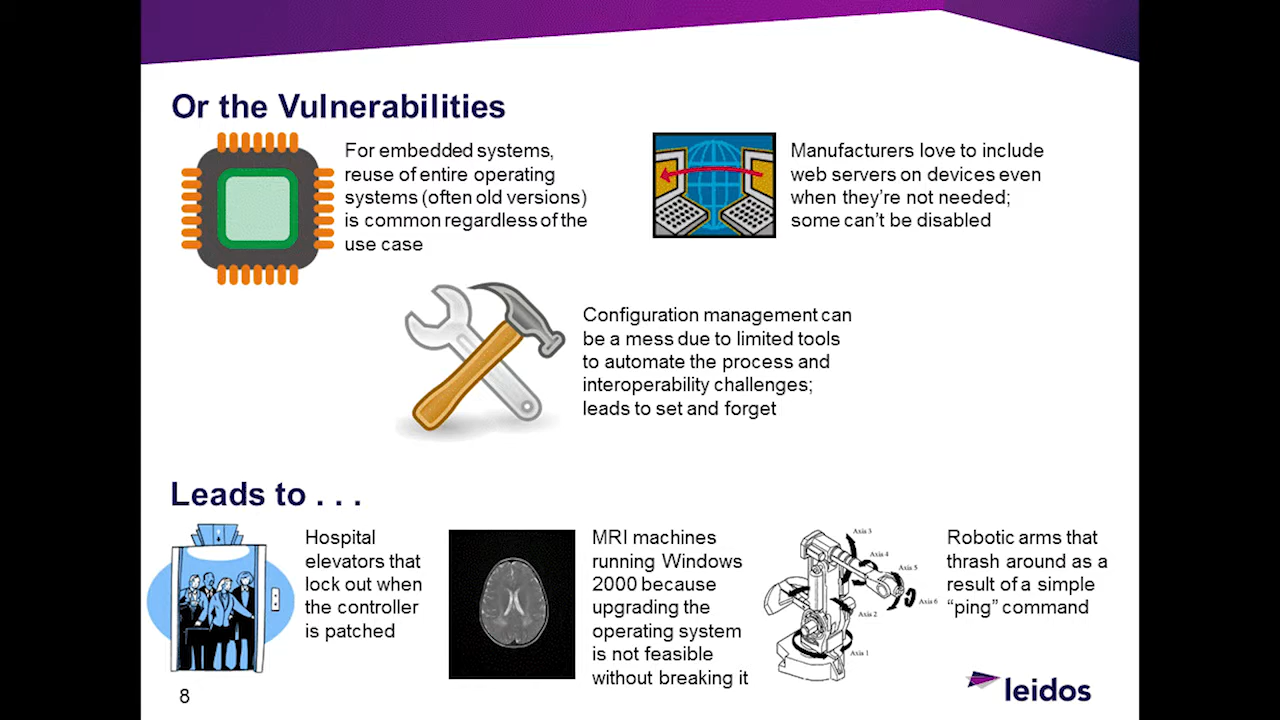 Or the Vulnerabilities
For embedded systems,
reuse of entire operating
systems (often old versions)
is common regardless of the
use case
Manufacturers love to include
web servers on devices even
when they're not needed;
some can't be disabled
Configuration management can
be a mess due to limited tools
to automate the process and
interoperability challenges;
leads to set and forget
Leads to . . .
Hospital
elevators that
lock out when
the controller
is patched
MRI machines
running Windows
2000 because
upgrading the
operating system
is not feasible
without breaking it
Axis 3
Axis 4
Axis 5
Axis 6
Axis 2
Axis 1
Robotic arms that
thrash around as a
result of a simple
“ping” command
8
leidos